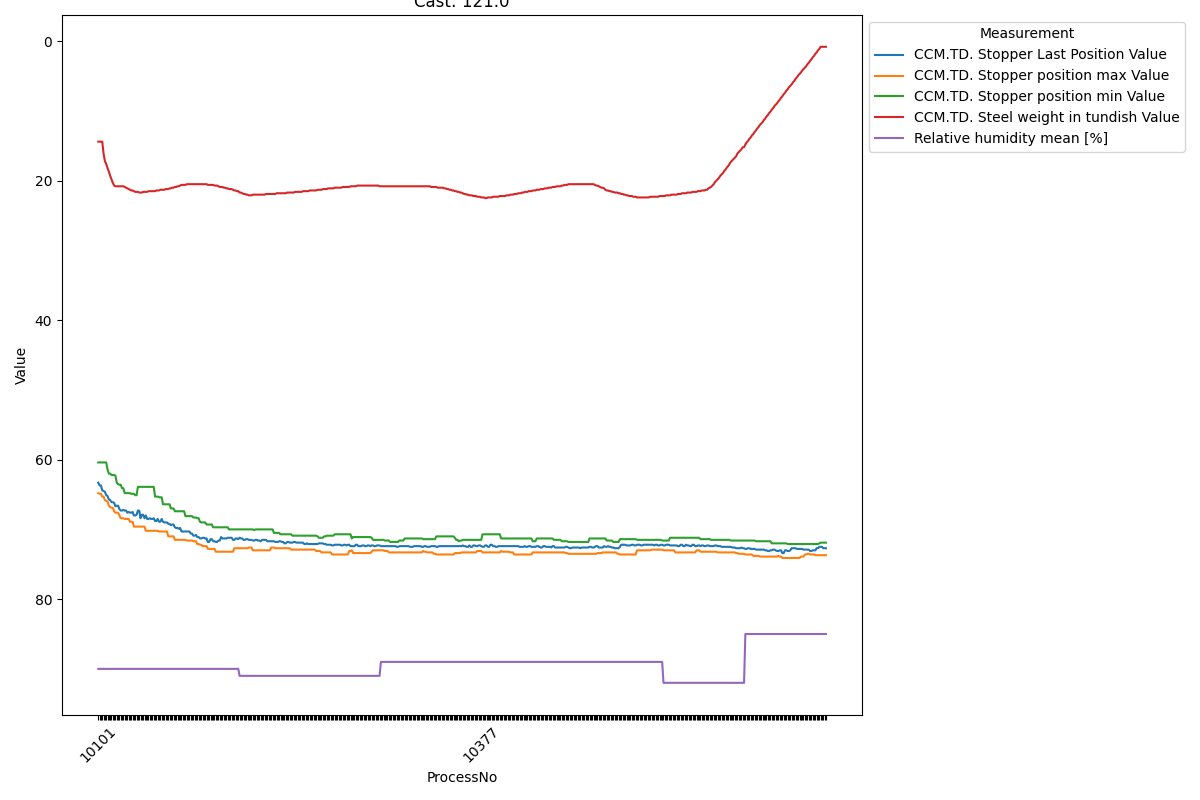 Cast: 121.0
Measurement
CCM.TD. Stopper Last Position Value
CCM.TD. Stopper position max Value
CCM.TD. Stopper position min Value
CCM.TD. Steel weight in tundish Value
Relative humidity mean [%]
0
20
40
60
80
Value
10101
10377
ProcessNo